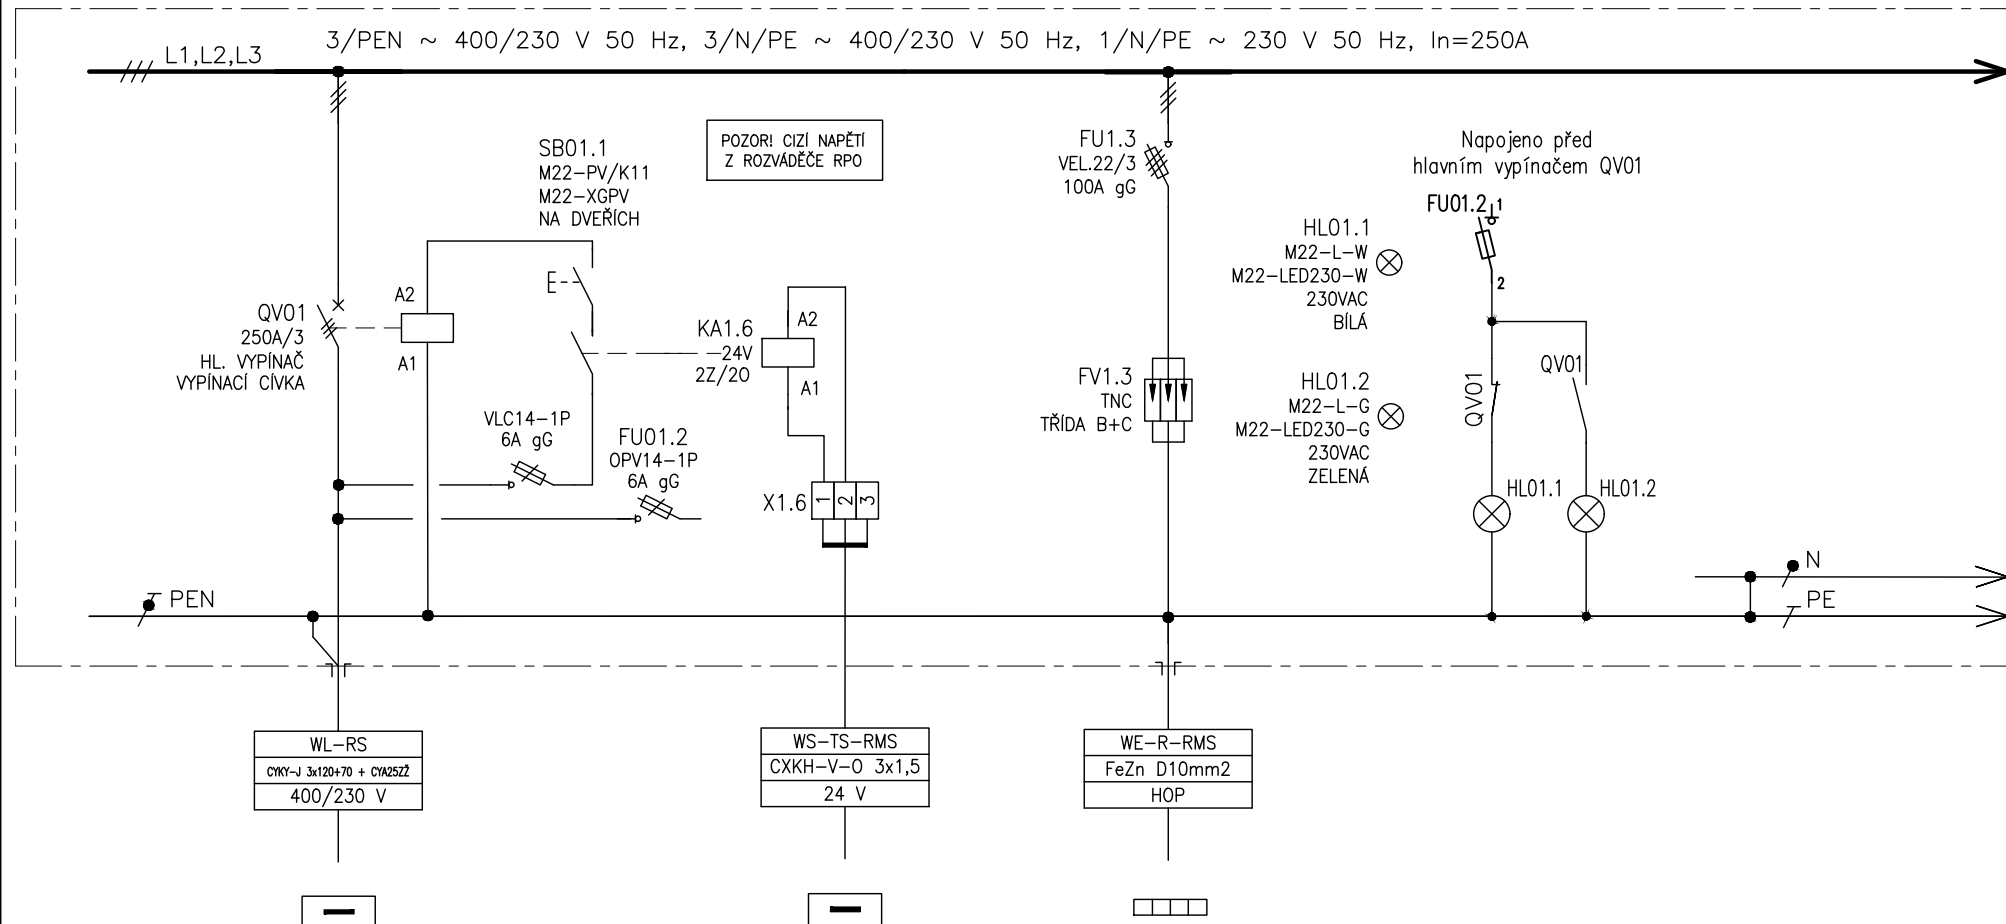 3/PEN ~ 400/230 V 50 Hz, 3/N/PE ~ 400/230 V 50 Hz, 1/N/PE ~ 230 V 50 Hz, In=250A
L1,L2,L3
SB01.1
M22-PV/K11
M22-XGPV
NA DVEŘÍCH
POZOR! CIZÍ NAPĚTÍ
Z ROZVÁDĚČE RPO
FU1.3
VEL.22/3
100A gG
Napojeno před
hlavním vypínačem QV01
FU01.2
1
2
HL01.1
M22-L-W
M22-LED230-W
230VAC
BÍLÁ
QV01
250A/3
HL. VYPÍNAČ
VYPÍNACÍ CÍVKA
A2
A1
E
KA1.6
24V
2Z/2O
A2
A1
FV1.3
TNC
TŘÍDA B+C
HL01.2
M22-L-G
M22-LED230-G
230VAC
ZELENÁ
QV01
QV01
VLC14-1P
6A gG
FU01.2
OPV14-1P
6A gG
X1.6
1
2
3
HL01.1
HL01.2
PEN
N
PE
WL-RS
CYKY-J 3x120+70 + CYA25ZŽ
400/230 V
WS-TS-RMS
CXKH-V-O 3x1,5
24 V
WE-R-RMS
FeZn D10mm2
HOP